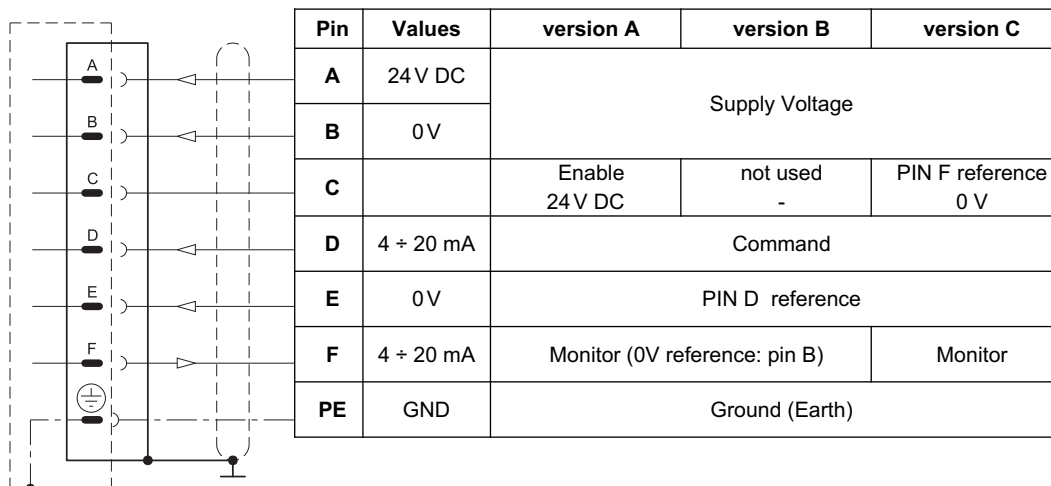 Pin Values version A version B version C
A 24 V DC Supply Voltage
B 0 V
C Enable 24 V DC not used - PIN F reference 0 V
D 4 ÷ 20 mA Command
E 0 V PIN D reference
F 4 ÷ 20 mA Monitor (0V reference: pin B) Monitor
PE GND Ground (Earth)
A
B
C
D
E
F